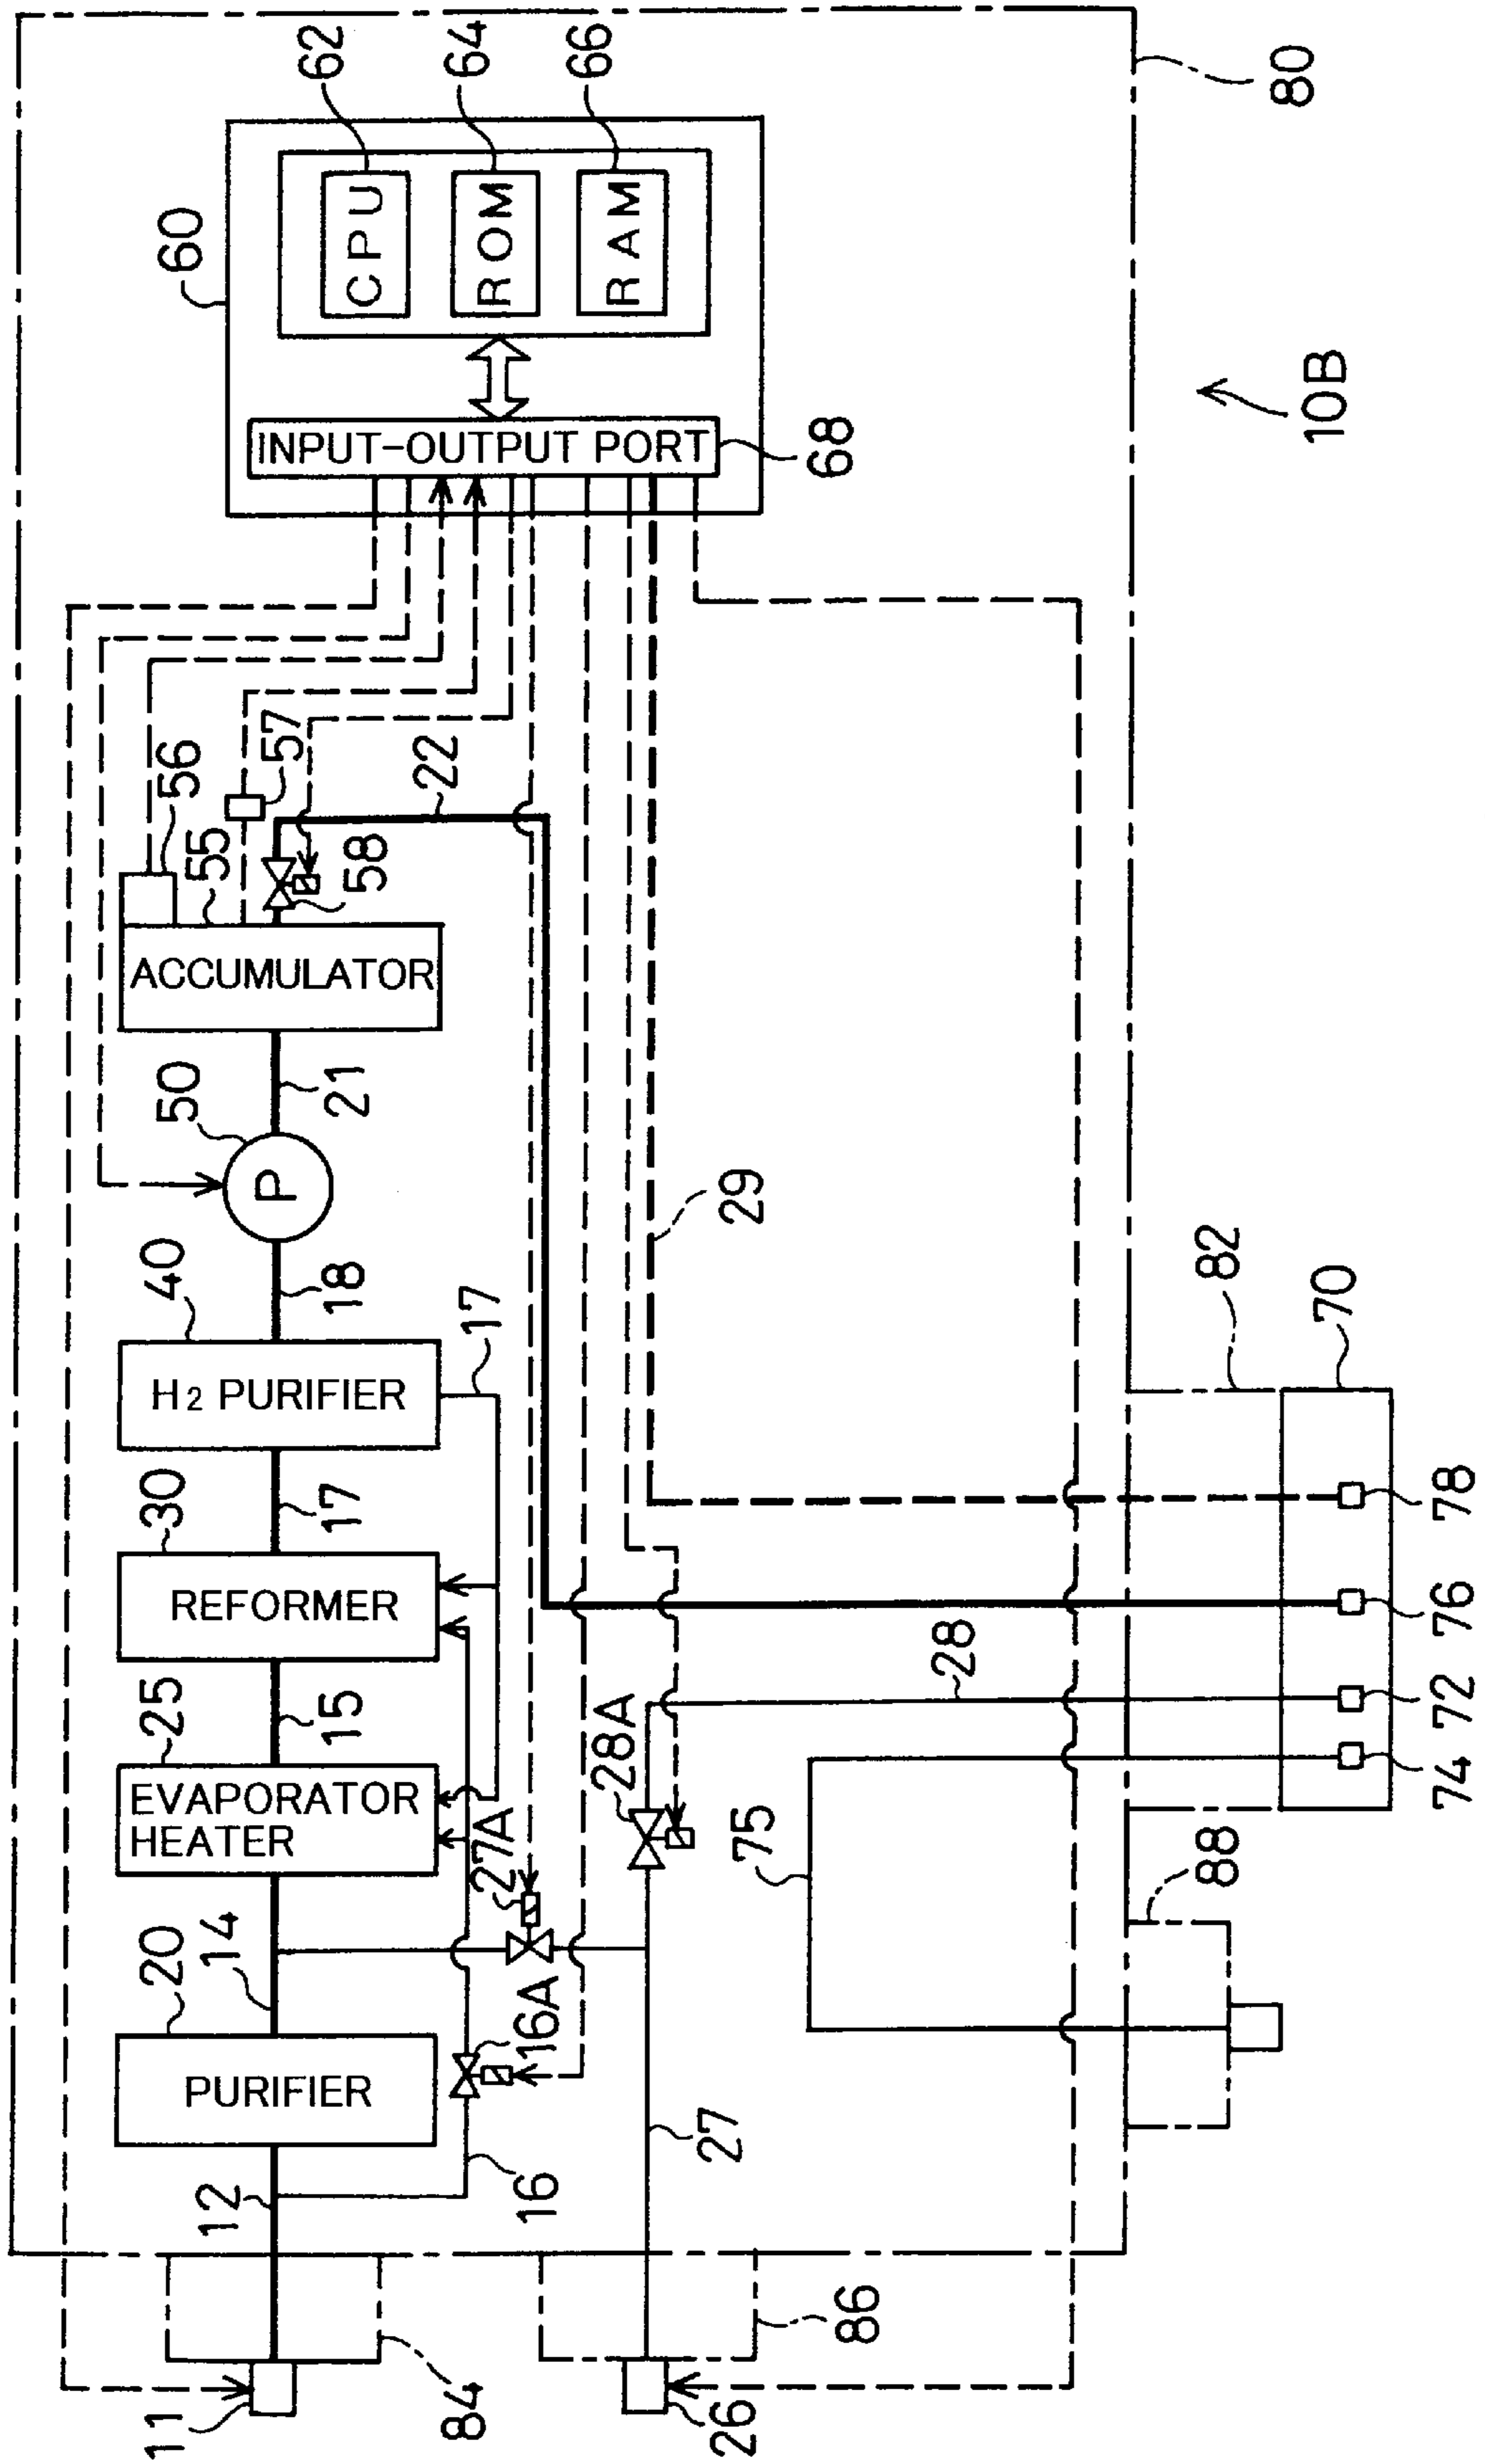 10B
60
CPU
62
ROM
64
RAM
66
INPUT-OUTPUT PORT
68
80
11
12
20
PURIFIER
14
25
EVAPORATOR
HEATER
15
30
REFORMER
17
40
H2 PURIFIER
18
50
P
21
ACCUMULATOR
55
56
57
58
22
17
16
16A
27A
27
28A
28
29
84
86
26
75
88
82
70
74
72
76
78